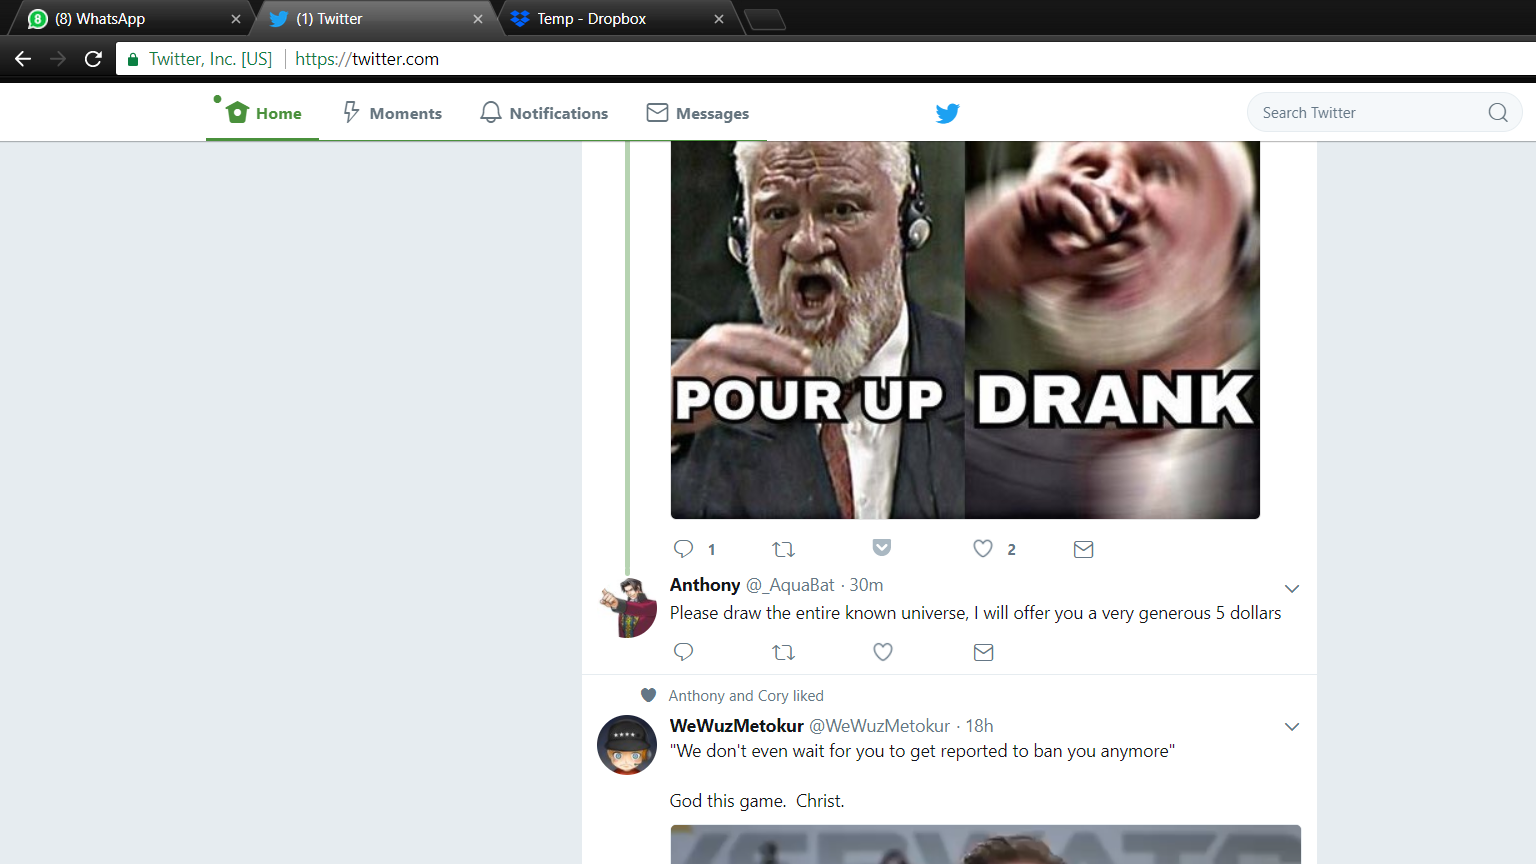 (8) WhatsApp
(1) Twitter
Temp - Dropbox
Twitter, Inc. [US]
https://twitter.com
Home
Moments
Notifications
Messages
Search Twitter
POUR UP
DRANK
1
2
Anthony @_AquaBat · 30m
Please draw the entire known universe, I will offer you a very generous 5 dollars
Anthony and Cory liked
WeWuzMetokur @WeWuzMetokur · 18h
"We don't even wait for you to get reported to ban you anymore"
God this game.  Christ.